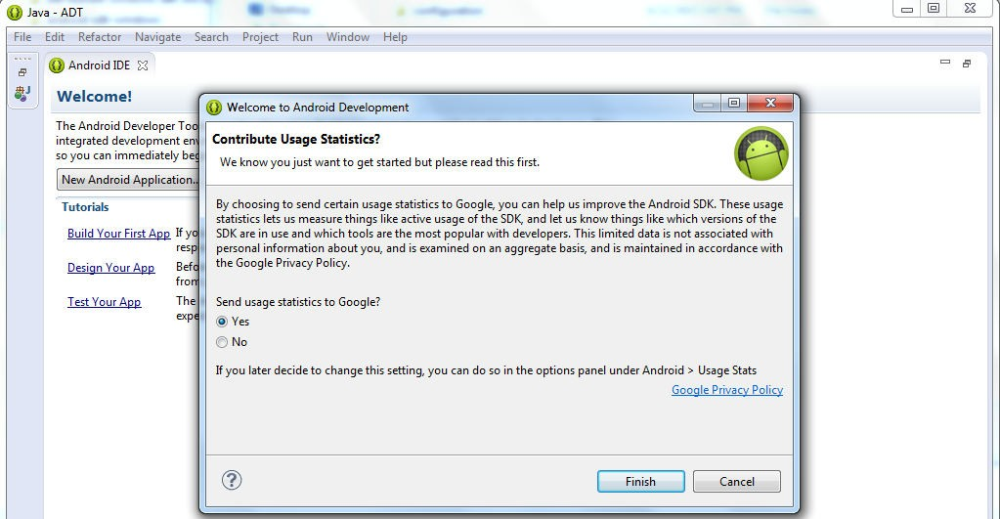 Java - ADT
File Edit Refactor Navigate Search Project Run Window Help
Android IDE
Welcome!
The Android Developer Too
integrated development env
so you can immediately beg
New Android Application...
Tutorials
Build Your First App If yo
resp
Design Your App Befo
from
Test Your App The
expe
Welcome to Android Development
Contribute Usage Statistics?
We know you just want to get started but please read this first.
By choosing to send certain usage statistics to Google, you can help us improve the Android SDK. These usage
statistics lets us measure things like active usage of the SDK, and let us know things like which versions of the
SDK are in use and which tools are the most popular with developers. This limited data is not associated with
personal information about you, and is examined on an aggregate basis, and is maintained in accordance with
the Google Privacy Policy.
Send usage statistics to Google?
Yes
No
If you later decide to change this setting, you can do so in the options panel under Android > Usage Stats
Google Privacy Policy
Finish Cancel